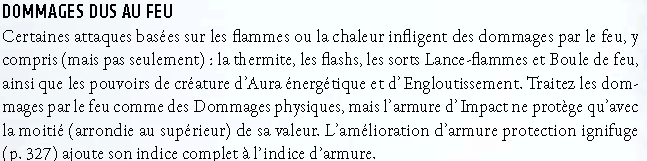 DOMMAGES DUS AU FEU
Certaines attaques basées sur les flammes ou la chaleur infligent des dommages par le feu, y
compris (mais pas seulement) : la thermite, les flashs, les sorts Lance-flammes et Boule de feu,
ainsi que les pouvoirs de créature d'Aura énergétique et d'Engloutissement. Traitez les dom-
mages par le feu comme des Dommages physiques, mais l'armure d'Impact ne protège qu'avec
la moitié (arrondie au supérieur) de sa valeur. L'amélioration d'armure protection ignifuge
(p. 327) ajoute son indice complet à l'indice d'armure.